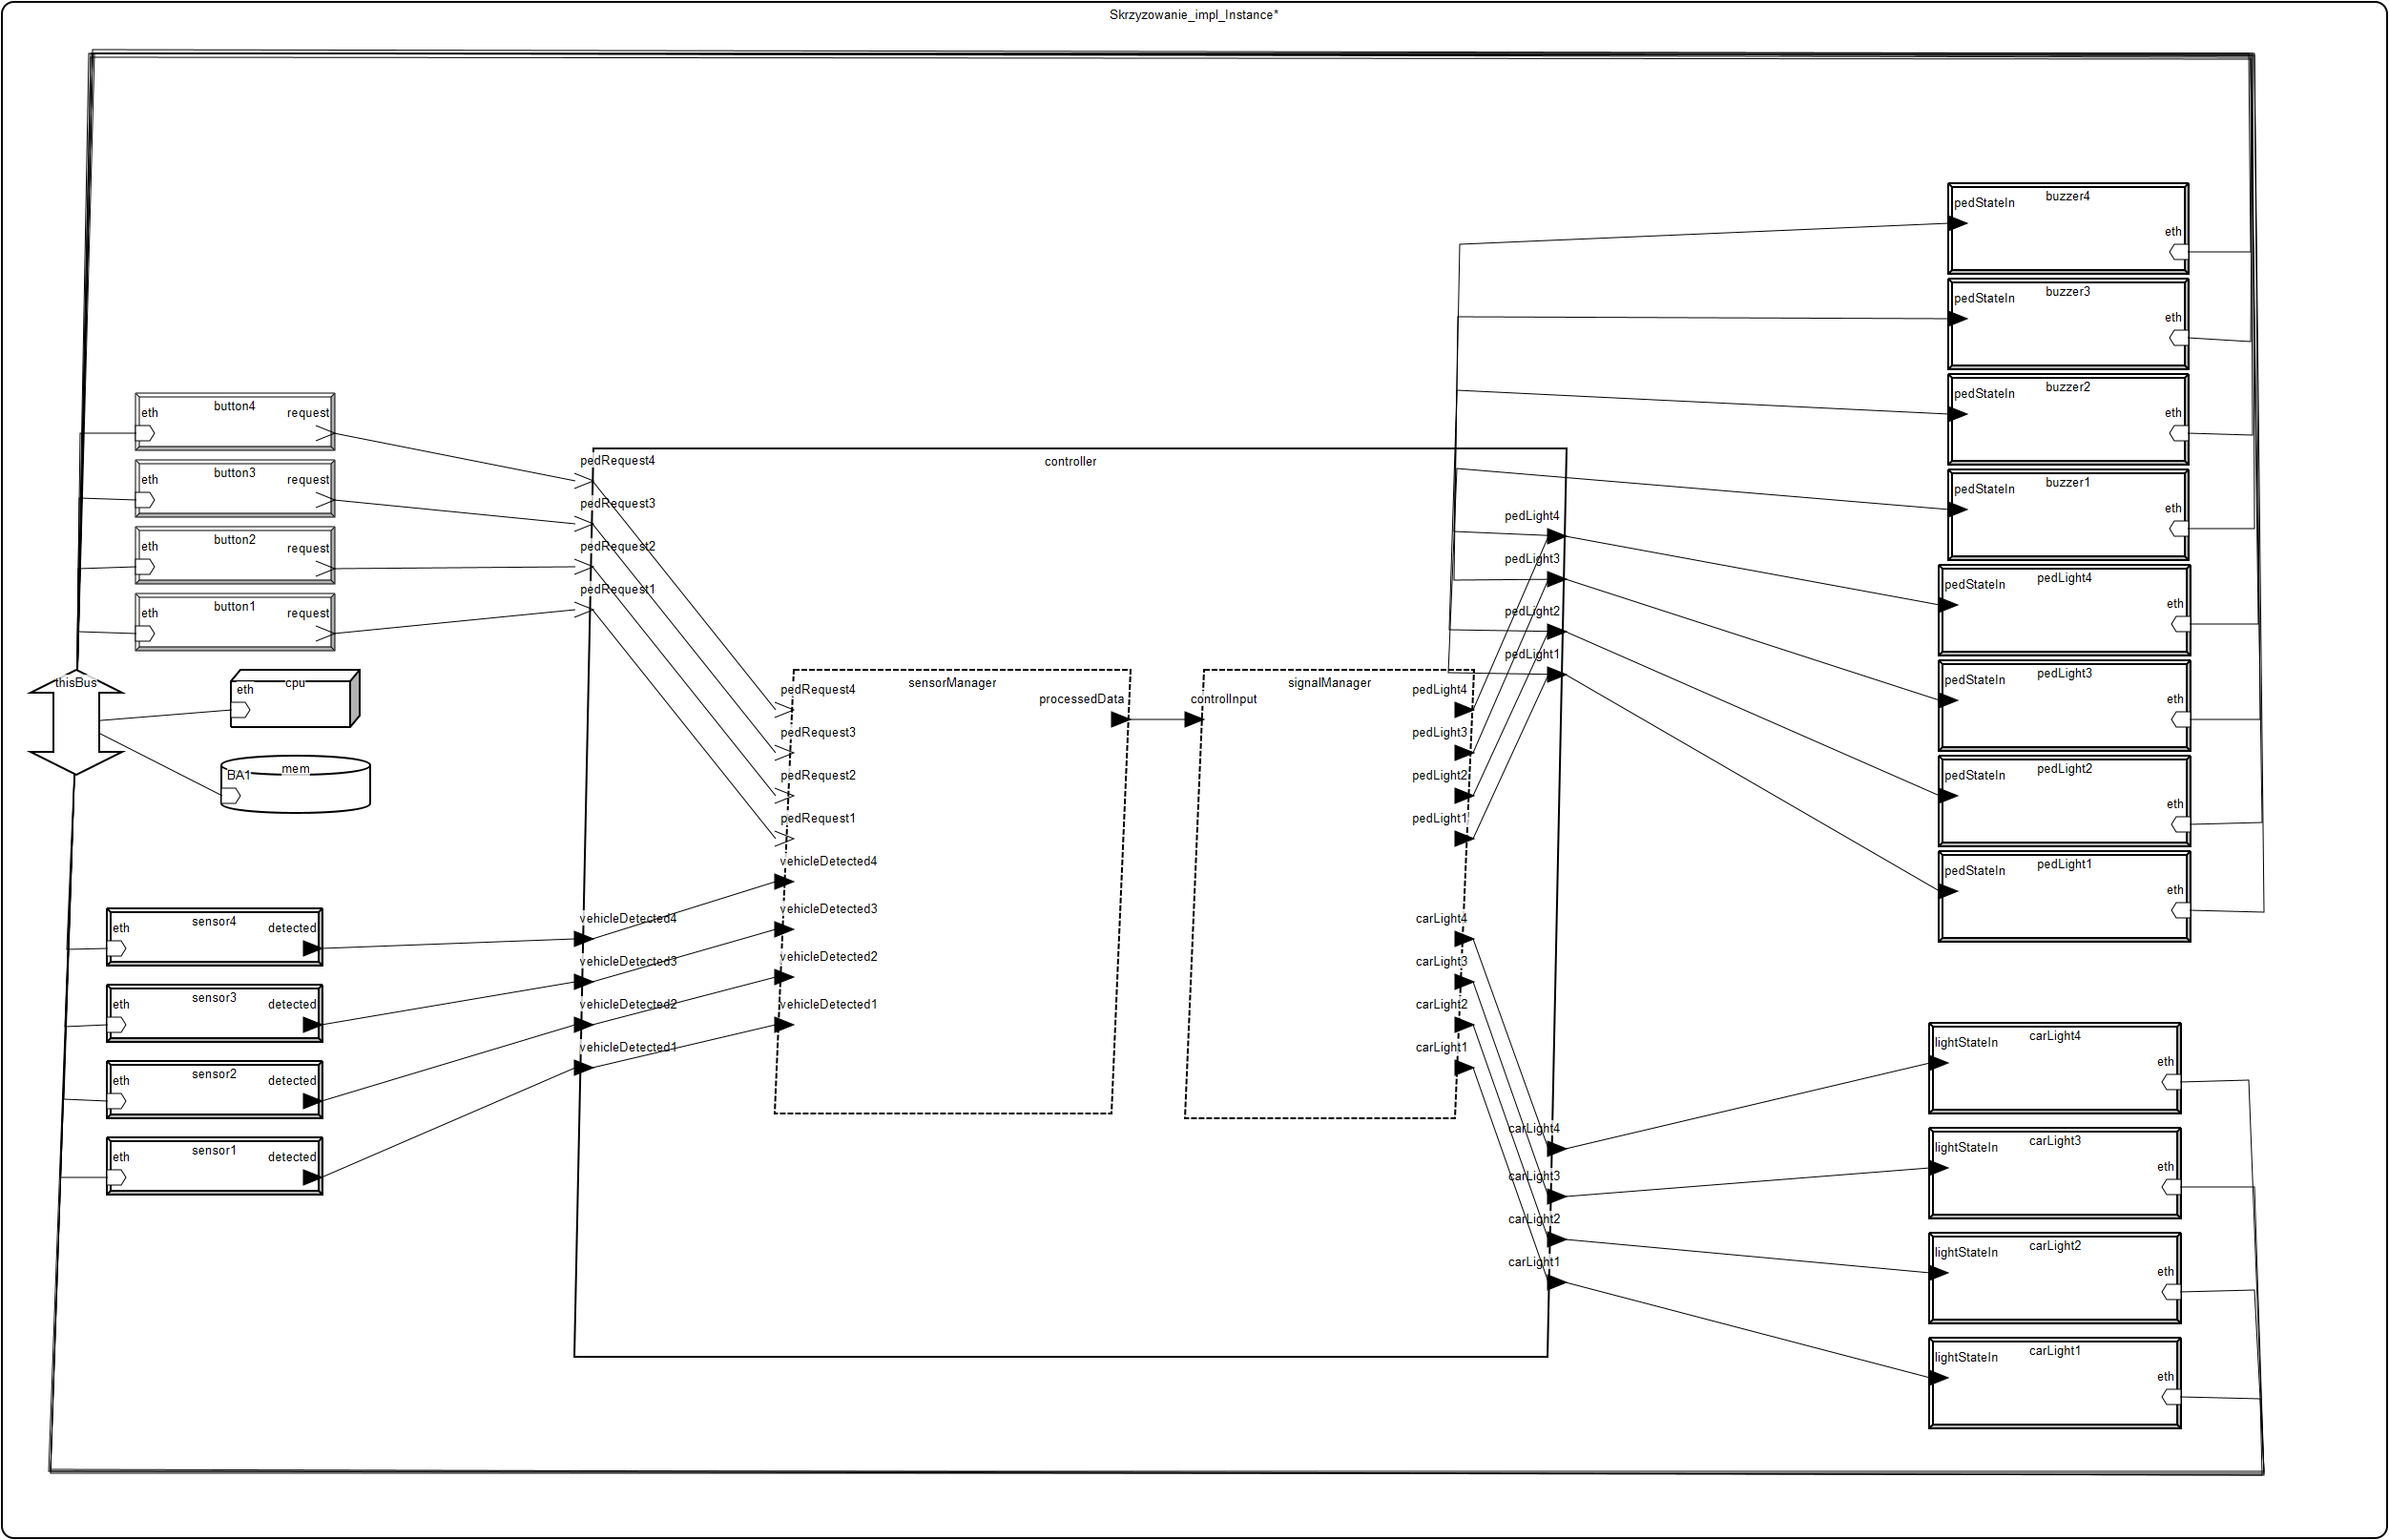 Skrzyzowanie_impl_Instance*
thisBus
button4
eth
request
button3
eth
request
button2
eth
request
button1
eth
request
cpu
eth
mem
BA1
sensor4
eth
detected
sensor3
eth
detected
sensor2
eth
detected
sensor1
eth
detected
controller
pedRequest4
pedRequest3
pedRequest2
pedRequest1
vehicleDetected4
vehicleDetected3
vehicleDetected2
vehicleDetected1
sensorManager
pedRequest4
processedData
pedRequest3
pedRequest2
pedRequest1
vehicleDetected4
vehicleDetected3
vehicleDetected2
vehicleDetected1
signalManager
controlInput
pedLight4
pedLight3
pedLight2
pedLight1
carLight4
carLight3
carLight2
carLight1
pedLight4
pedLight3
pedLight2
pedLight1
carLight4
carLight3
carLight2
carLight1
buzzer4
pedStateIn
eth
buzzer3
pedStateIn
eth
buzzer2
pedStateIn
eth
buzzer1
pedStateIn
eth
pedLight4
pedStateIn
eth
pedLight3
pedStateIn
eth
pedLight2
pedStateIn
eth
pedLight1
pedStateIn
eth
carLight4
lightStateIn
eth
carLight3
lightStateIn
eth
carLight2
lightStateIn
eth
carLight1
lightStateIn
eth